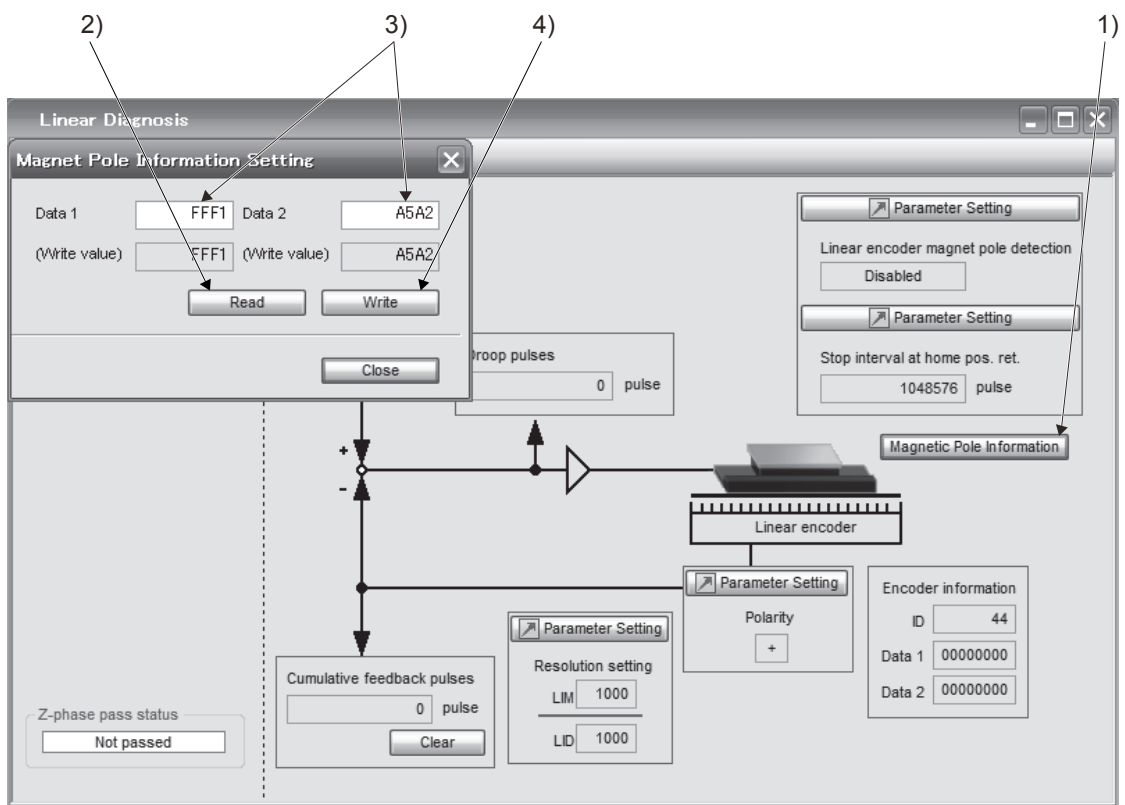 2) 3) 4) 1)
Linear Diagnosis
Magnet Pole Information Setting
Data 1 FFF1 Data 2 A5A2
(Write value) FFF1 (Write value) A5A2
Read Write
Close
Parameter Setting
Linear encoder magnet pole detection
Disabled
Parameter Setting
Stop interval at home pos. ret.
1048576 pulse
Magnetic Pole Information
Droop pulses
0 pulse
+
-
Linear encoder
Parameter Setting
Polarity
+
Encoder information
ID 44
Data 1 00000000
Data 2 00000000
Parameter Setting
Resolution setting
LIM 1000
LID 1000
Cumulative feedback pulses
0 pulse
Clear
Z-phase pass status
Not passed